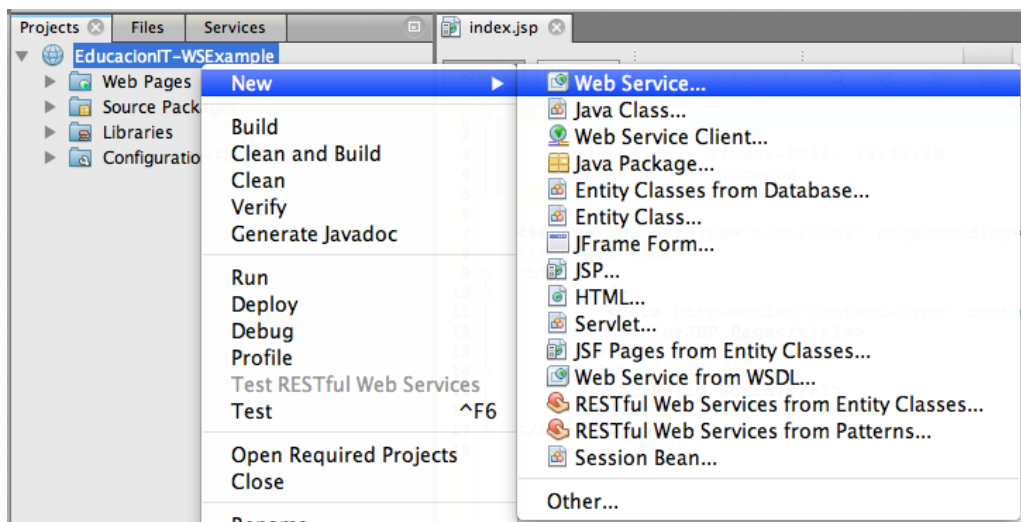 Projects Files Services
index.jsp
EducacionIT-WSExample
Web Pages
Source Pack
Libraries
Configuratio
New
Build
Clean and Build
Clean
Verify
Generate Javadoc
Run
Deploy
Debug
Profile
Test RESTful Web Services
Test ^F6
Open Required Projects
Close
Rename
Web Service...
Java Class...
Web Service Client...
Java Package...
Entity Classes from Database...
Entity Class...
JFrame Form...
JSP...
HTML...
Servlet...
JSF Pages from Entity Classes...
Web Service from WSDL...
RESTful Web Services from Entity Classes...
RESTful Web Services from Patterns...
Session Bean...
Other...